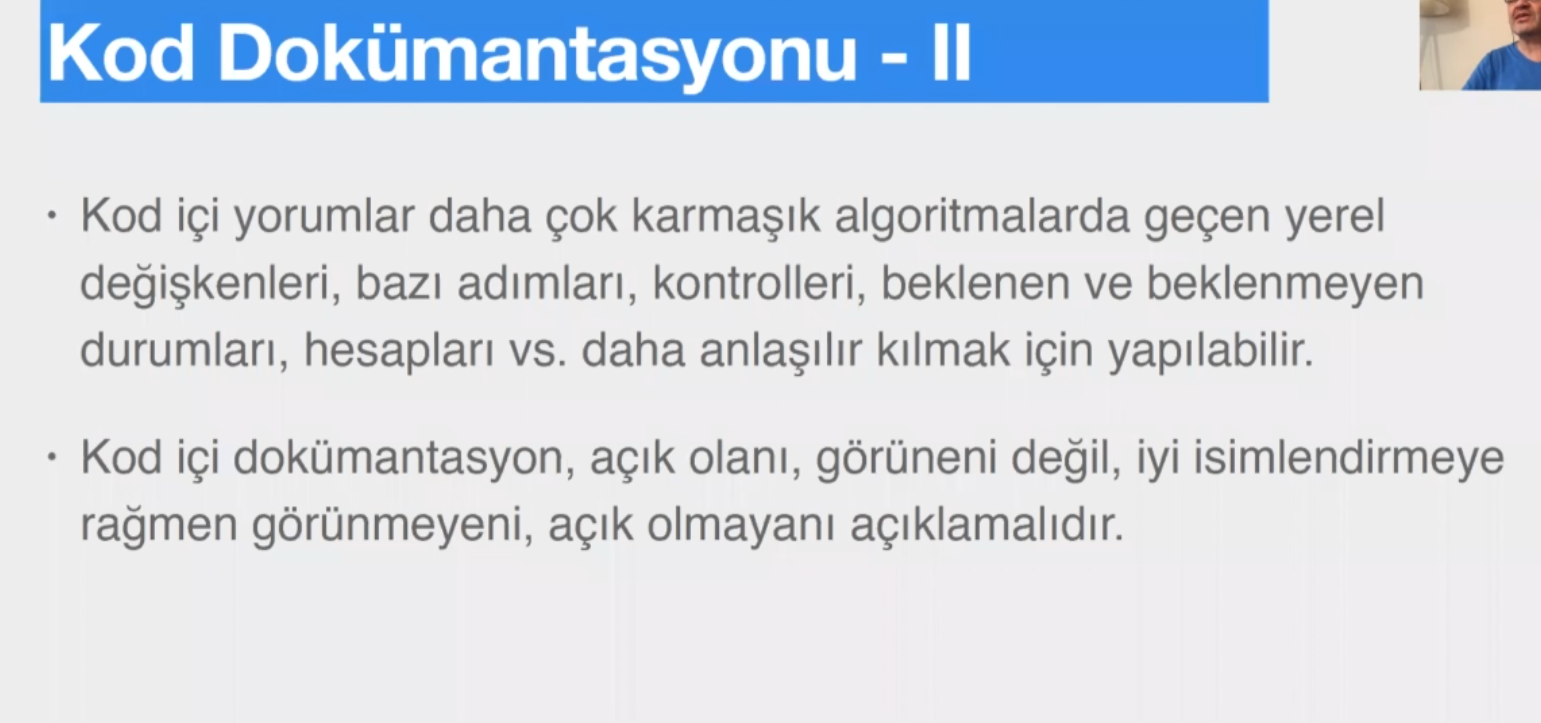 Kod Dokümantasyonu - II
• Kod içi yorumlar daha çok karmaşık algoritmalarda geçen yerel
değişkenleri, bazı adımları, kontrolleri, beklenen ve beklenmeyen
durumları, hesapları vs. daha anlaşılır kılmak için yapılabilir.
• Kod içi dokümantasyon, açık olanı, görüneni değil, iyi isimlendirmeye
rağmen görünmeyeni, açık olmayanı açıklamalıdır.